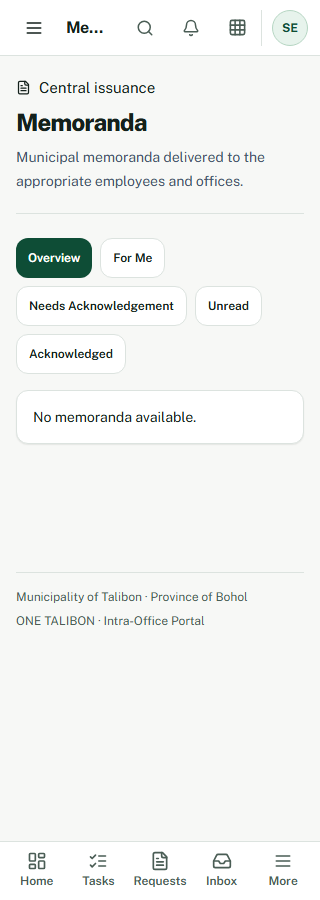 Me...
SE
Central issuance
Memoranda
Municipal memoranda delivered to the
appropriate employees and offices.
Overview
For Me
Needs Acknowledgement
Unread
Acknowledged
No memoranda available.
Municipality of Talibon · Province of Bohol
ONE TALIBON · Intra-Office Portal
Home
Tasks
Requests
Inbox
More